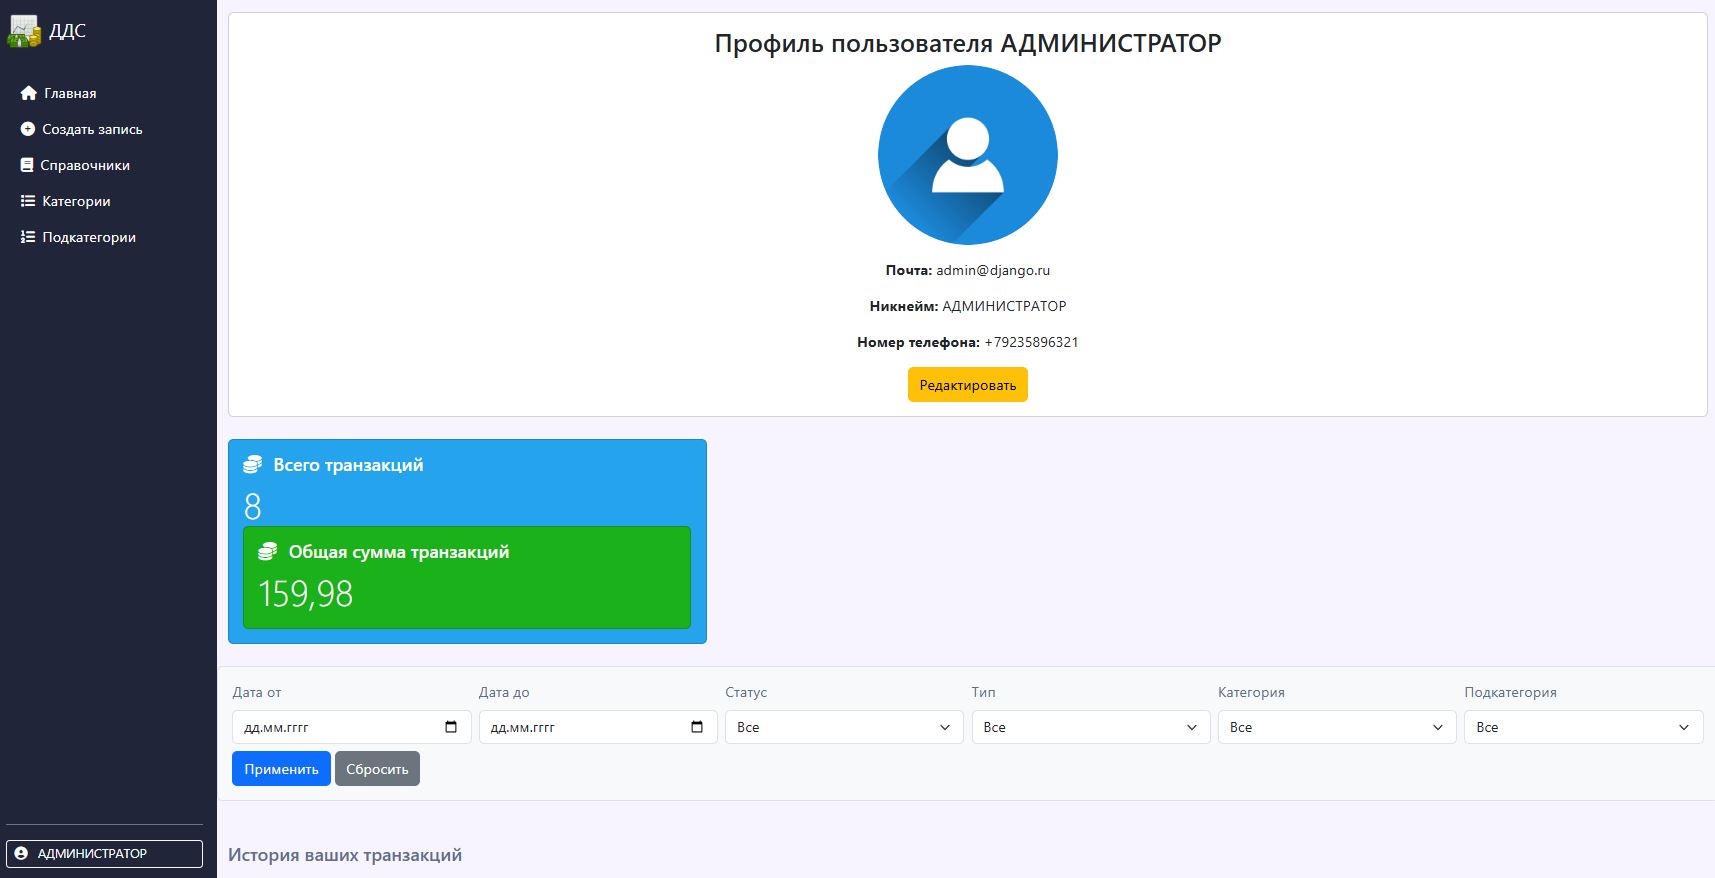 ДДС
Главная
Создать запись
Справочники
Категории
Подкатегории
АДМИНИСТРАТОР
Профиль пользователя АДМИНИСТРАТОР
Почта: admin@django.ru
Никнейм: АДМИНИСТРАТОР
Номер телефона: +79235896321
Редактировать
Всего транзакций
8
Общая сумма транзакций
159,98
Дата от Дата до Статус Тип Категория Подкатегория
дд.мм.гггг дд.мм.гггг Все Все Все Все
Применить Сбросить
История ваших транзакций